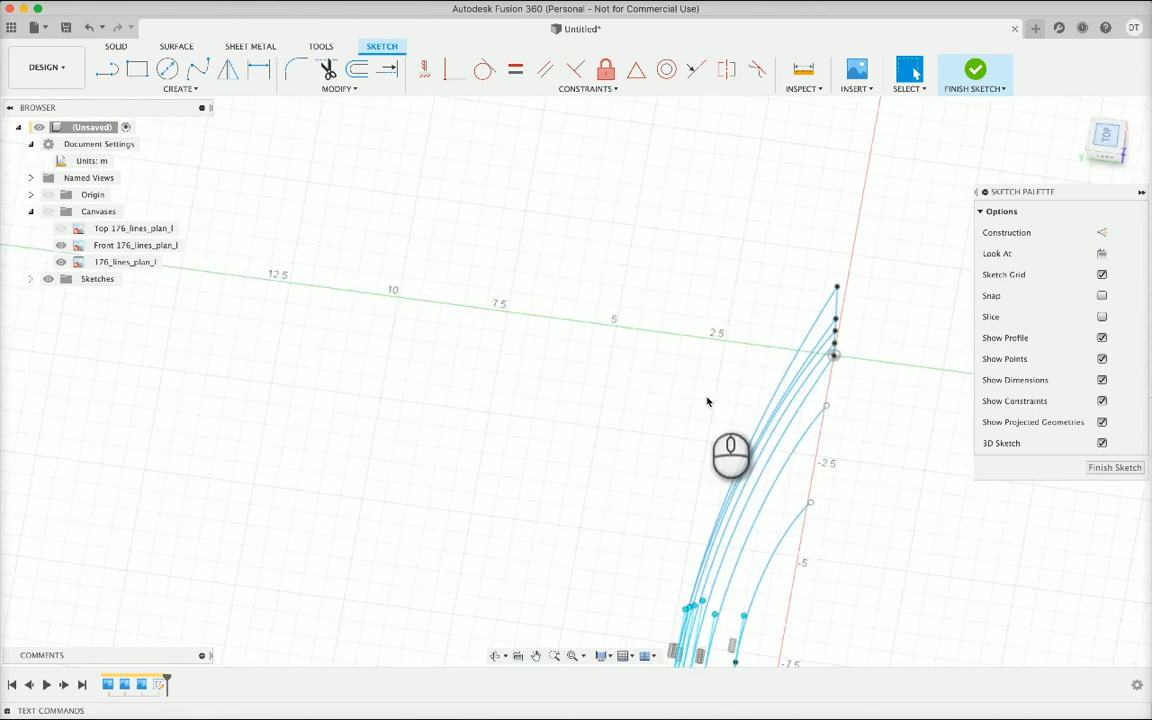 Autodesk Fusion 360 (Personal - Not for Commercial Use)
Untitled*
DT
DESIGN
SOLID
SURFACE
SHEET METAL
TOOLS
SKETCH
CREATE
MODIFY
CONSTRAINTS
INSPECT
INSERT
SELECT
FINISH SKETCH
BROWSER
(Unsaved)
Document Settings
Units: m
Named Views
Origin
Canvases
Top 176_lines_plan_l
Front 176_lines_plan_l
176_lines_plan_l
Sketches
12.5
10
7.5
5
2.5
-2.5
-5
-7.5
TOP
Z
Y
SKETCH PALETTE
Options
Construction
Look At
Sketch Grid
Snap
Slice
Show Profile
Show Points
Show Dimensions
Show Constraints
Show Projected Geometries
3D Sketch
Finish Sketch
COMMENTS
TEXT COMMANDS